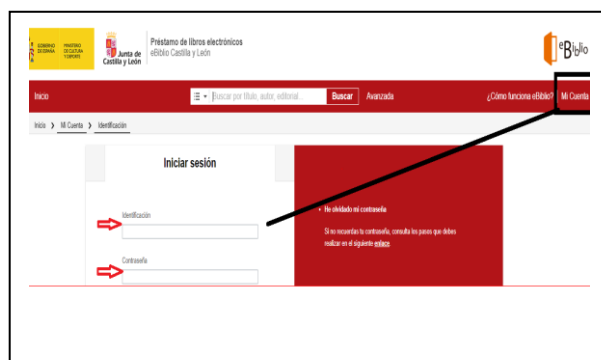 GOBIERNO DE ESPAÑA
MINISTERIO DE CULTURA Y DEPORTE
Junta de Castilla y León
Préstamo de libros electrónicos
eBiblio Castilla y León
eBiblio
Inicio
Buscar por título, autor, editorial...
Buscar
Avanzada
¿Cómo funciona eBiblio?
Mi Cuenta
Inicio > Mi Cuenta > Identificación
Iniciar sesión
Identificación
Contraseña
• He olvidado mi contraseña
Si no recuerdas tu contraseña, consulta los pasos que debes
realizar en el siguiente enlace.